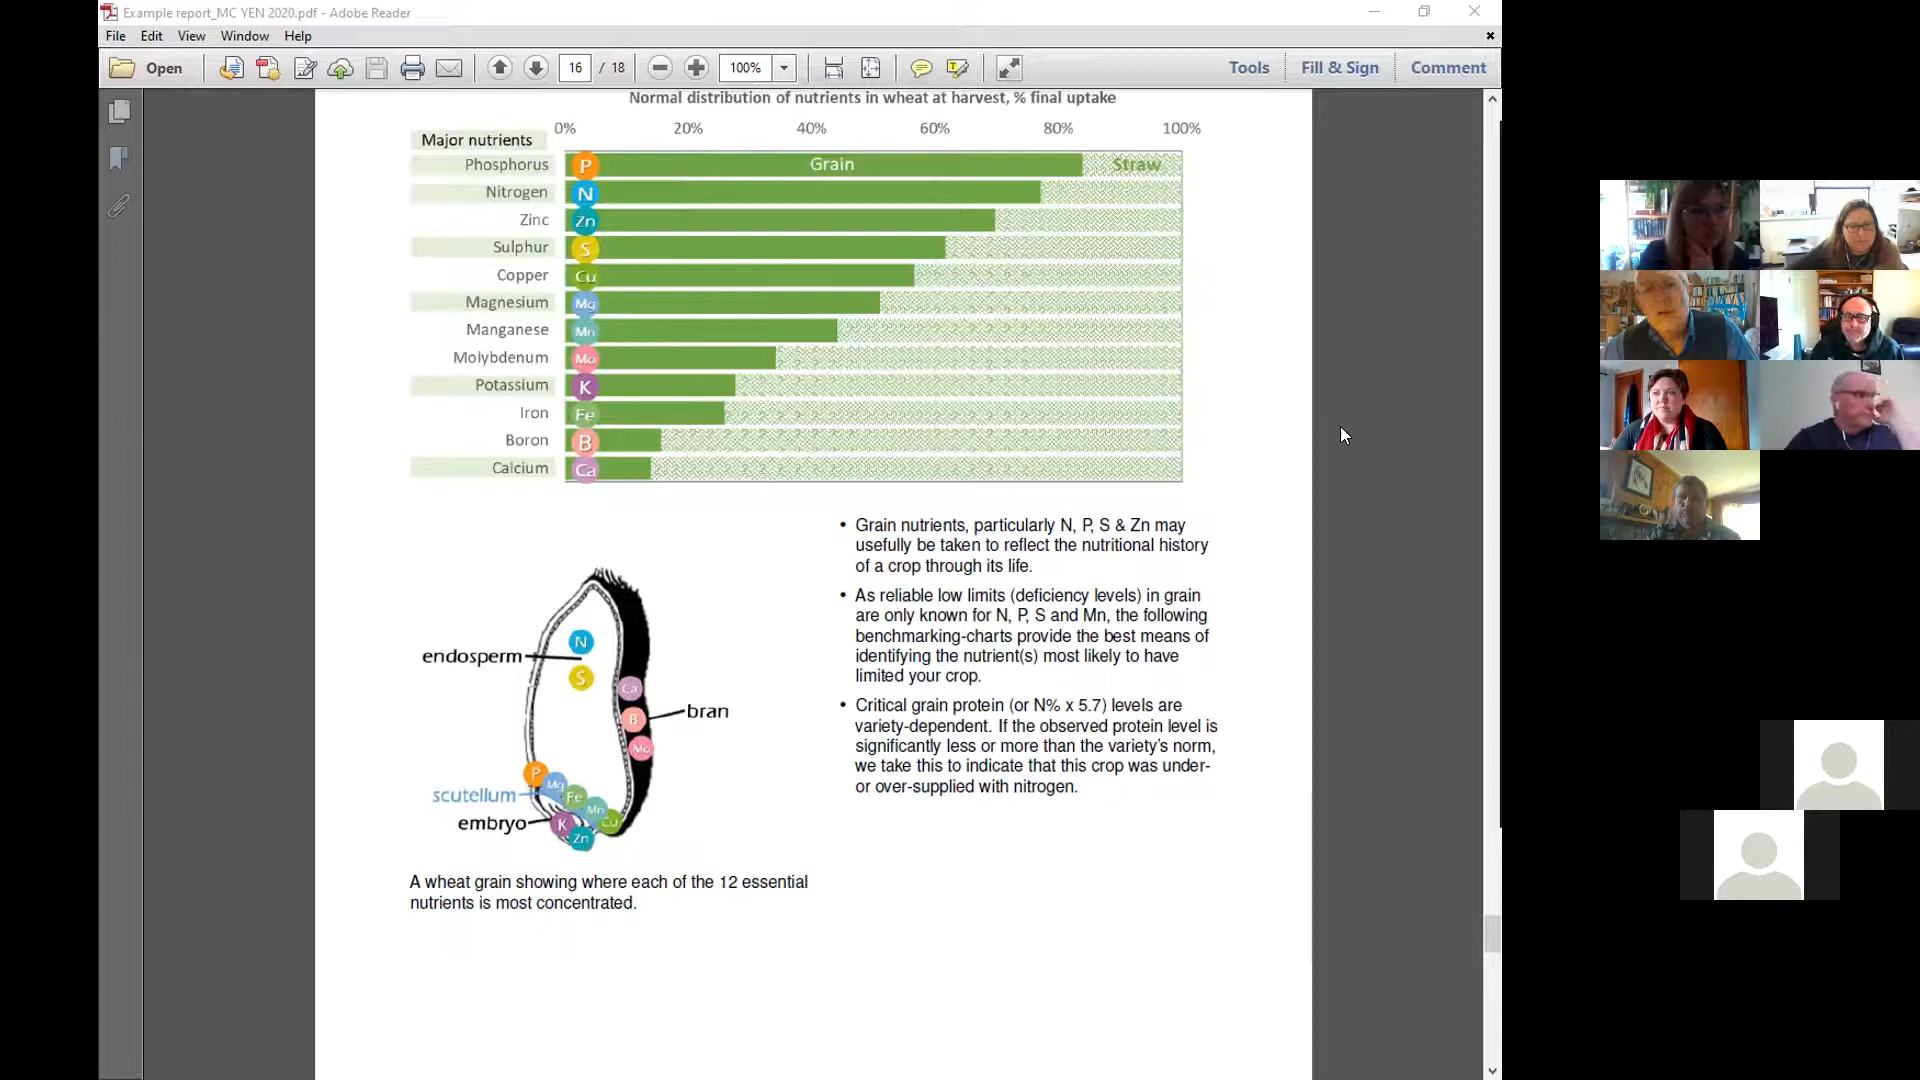 Example report_MC YEN 2020.pdf - Adobe Reader
File Edit View Window Help
Open 16 / 18 100% Tools Fill & Sign Comment
Normal distribution of nutrients in wheat at harvest, % final uptake
0% 20% 40% 60% 80% 100%
Major nutrients
Phosphorus P Grain Straw
Nitrogen N
Zinc Zn
Sulphur S
Copper Cu
Magnesium Mg
Manganese Mn
Molybdenum Mo
Potassium K
Iron Fe
Boron B
Calcium Ca
• Grain nutrients, particularly N, P, S & Zn may
usefully be taken to reflect the nutritional history
of a crop through its life.
• As reliable low limits (deficiency levels) in grain
are only known for N, P, S and Mn, the following
benchmarking-charts provide the best means of
identifying the nutrient(s) most likely to have
limited your crop.
• Critical grain protein (or N% x 5.7) levels are
variety-dependent. If the observed protein level is
significantly less or more than the variety's norm,
we take this to indicate that this crop was under-
or over-supplied with nitrogen.
N
endosperm
S
Ca
B
bran
Mo
P
Mg
scutellum
Fe
Mn
embryo
K
Cu
Zn
A wheat grain showing where each of the 12 essential
nutrients is most concentrated.